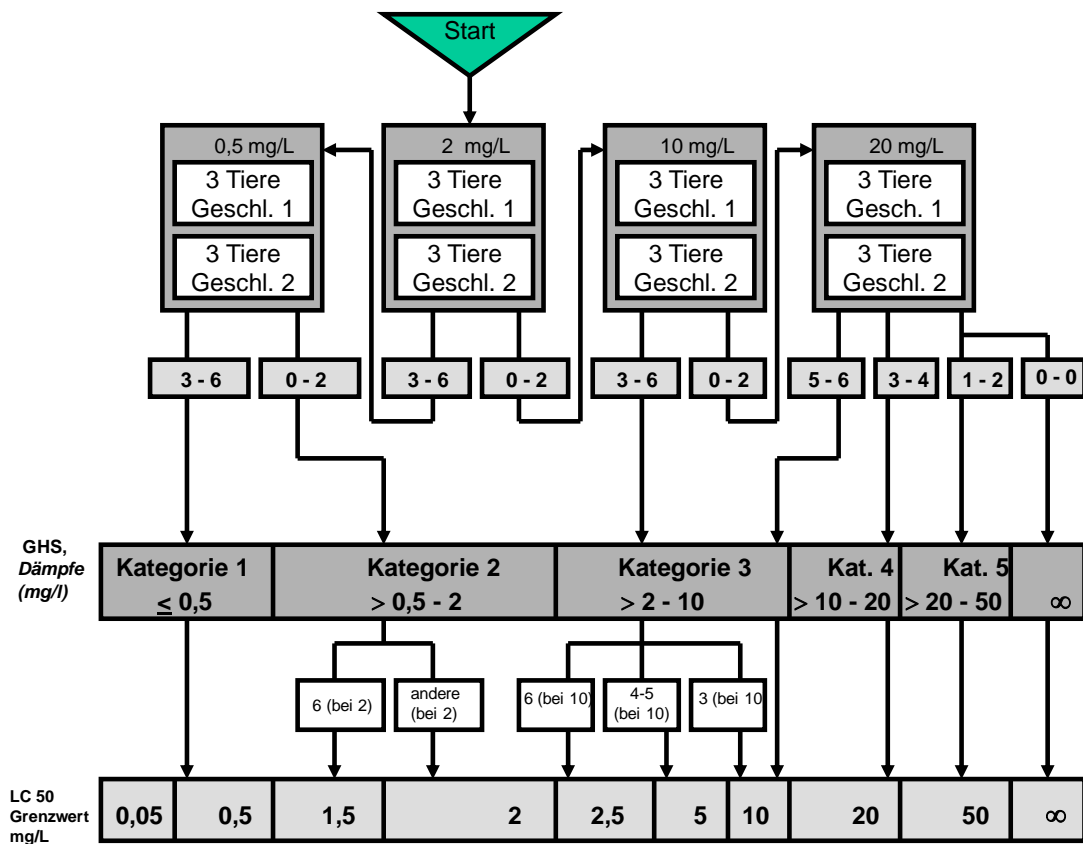 Start
0,5 mg/L
3 Tiere
Geschl. 1
3 Tiere
Geschl. 2
2 mg/L
3 Tiere
Geschl. 1
3 Tiere
Geschl. 2
10 mg/L
3 Tiere
Geschl. 1
3 Tiere
Geschl. 2
20 mg/L
3 Tiere
Gesch. 1
3 Tiere
Geschl. 2
3 - 6
0 - 2
3 - 6
0 - 2
3 - 6
0 - 2
5 - 6
3 - 4
1 - 2
0 - 0
GHS,
Dämpfe
(mg/l)
Kategorie 1
≤ 0,5
Kategorie 2
> 0,5 - 2
Kategorie 3
> 2 - 10
Kat. 4
> 10 - 20
Kat. 5
> 20 - 50
∞
6 (bei 2)
andere
(bei 2)
6 (bei 10)
4-5
(bei 10)
3 (bei 10
LC 50
Grenzwert
mg/L
0,05
0,5
1,5
2
2,5
5
10
20
50
∞